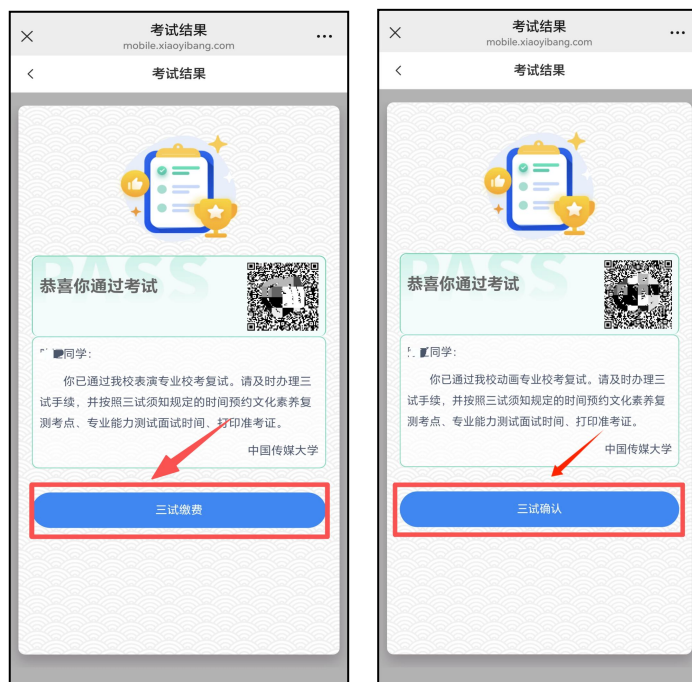 考试结果
mobile.xiaoyibang.com
考试结果
PASS
恭喜你通过考试
同学：
你已通过我校表演专业校考复试。请及时办理三
试手续，并按照三试须知规定的时间预约文化素养复
测考点、专业能力测试面试时间、打印准考证。
中国传媒大学
三试缴费
考试结果
mobile.xiaoyibang.com
考试结果
PASS
恭喜你通过考试
同学：
你已通过我校动画专业校考复试。请及时办理三
试手续，并按照三试须知规定的时间预约文化素养复
测考点、专业能力测试面试时间、打印准考证。
中国传媒大学
三试确认